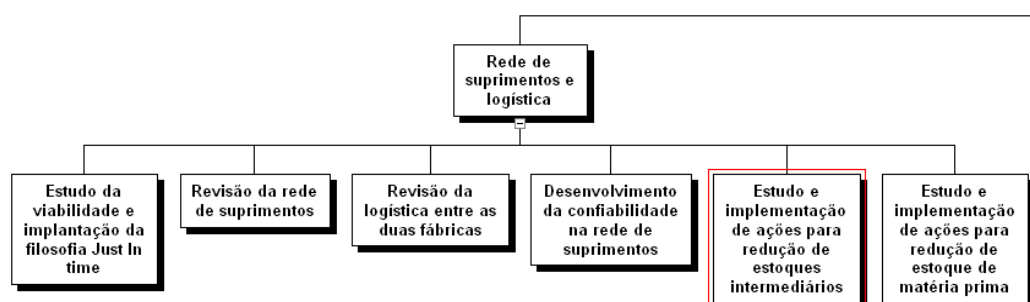 Rede de
suprimentos e
logística
Estudo da
viabilidade e
implantação da
filosofia Just In
time
Revisão da rede
de suprimentos
Revisão da
logística entre as
duas fábricas
Desenvolvimento
da confiabilidade
na rede de
suprimentos
Estudo e
implementação
de ações para
redução de
estoques
intermediários
Estudo e
implementação
de ações para
redução de
estoque de
matéria prima